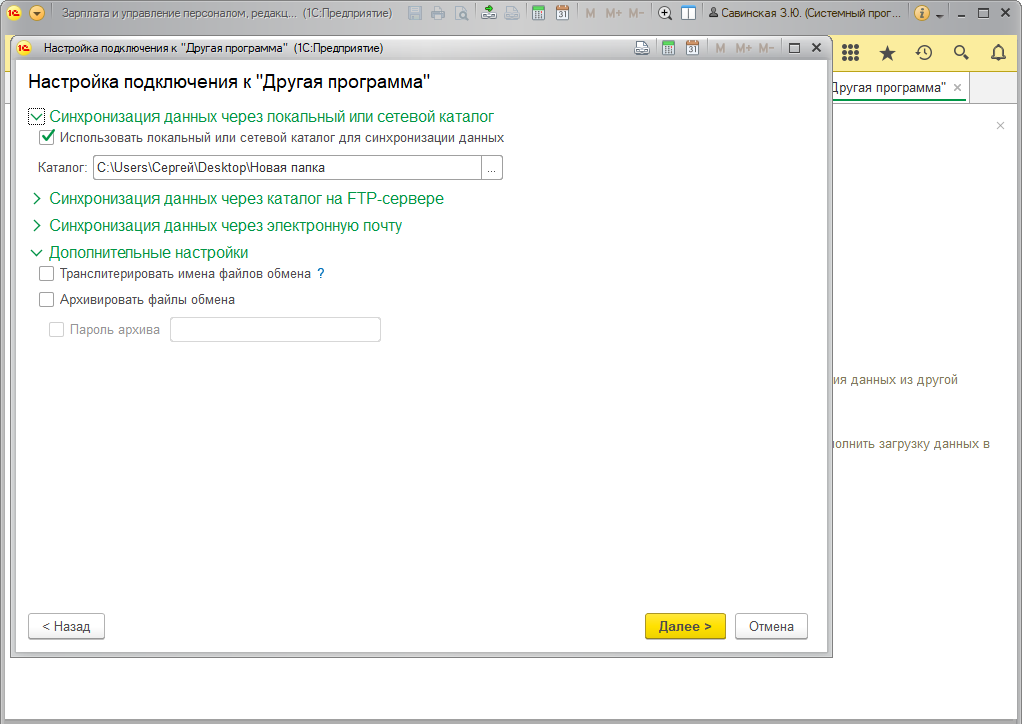 Зарплата и управление персоналом, редакц... (1С:Предприятие) M M+ M- Савинская З.Ю. (Системный прог...
Настройка подключения к "Другая программа" (1С:Предприятие) M M+ M-
Другая программа"
Настройка подключения к "Другая программа"
Синхронизация данных через локальный или сетевой каталог
Использовать локальный или сетевой каталог для синхронизации данных
Каталог: C:\Users\Сергей\Desktop\Новая папка ...
Синхронизация данных через каталог на FTP-сервере
Синхронизация данных через электронную почту
Дополнительные настройки
Транслитерировать имена файлов обмена ?
Архивировать файлы обмена
Пароль архива
ия данных из другой
олнить загрузку данных в
< Назад Далее > Отмена